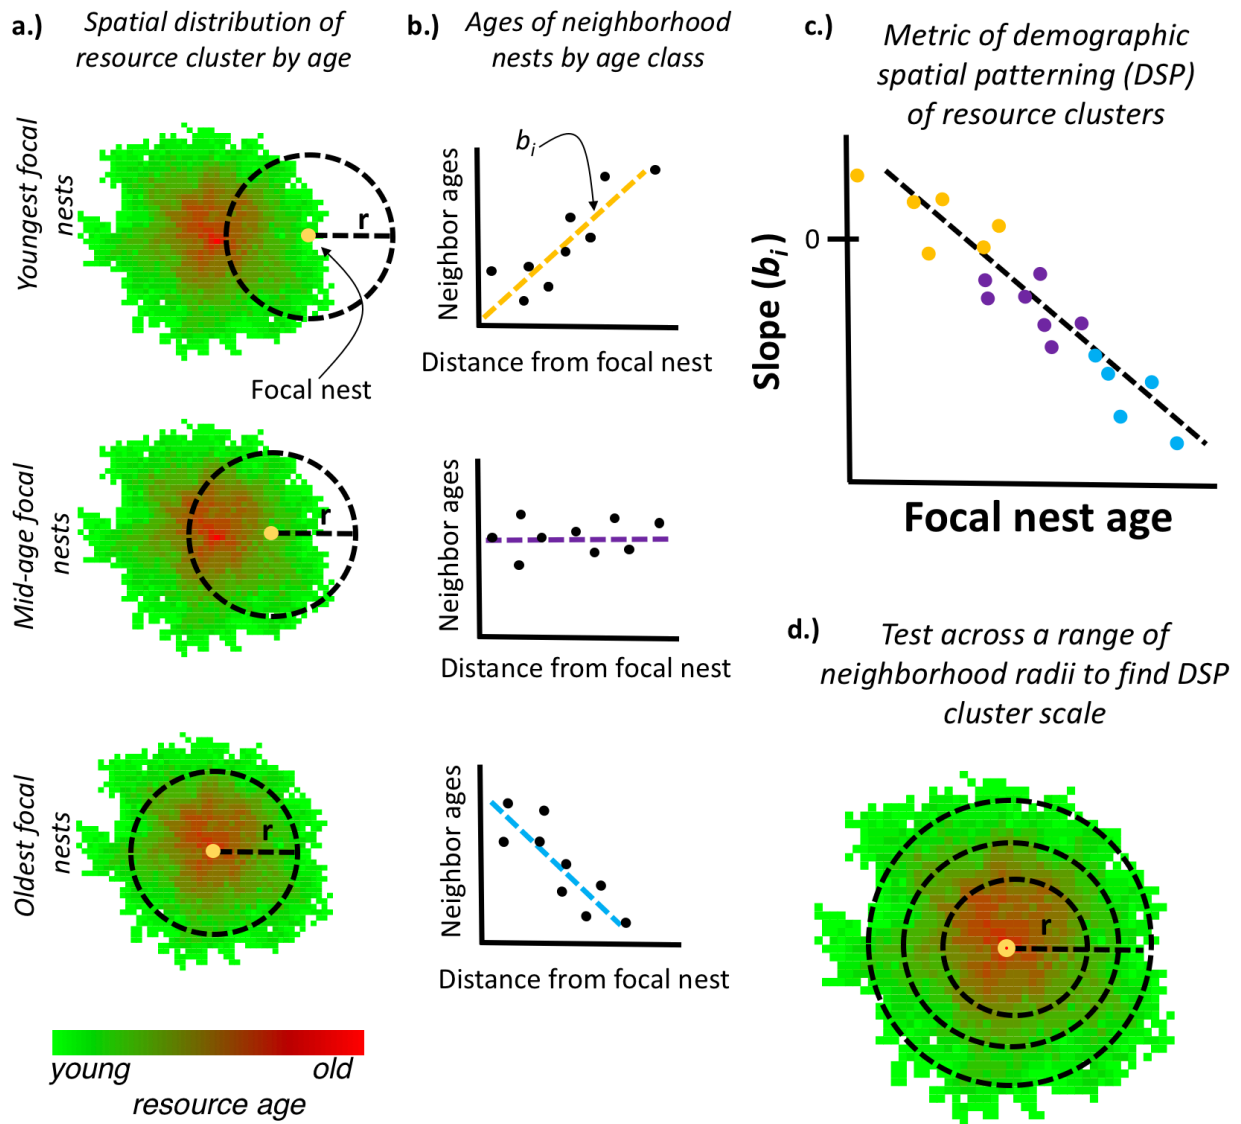 a.) Spatial distribution of
resource cluster by age
Youngest focal
nests
r
Focal nest
Mid-age focal
nests
r
Oldest focal
nests
r
young old
resource age
b.) Ages of neighborhood
nests by age class
bi
Neighbor ages
Distance from focal nest
Neighbor ages
Distance from focal nest
Neighbor ages
Distance from focal nest
c.) Metric of demographic
spatial patterning (DSP)
of resource clusters
0
Slope (bi)
Focal nest age
d.) Test across a range of
neighborhood radii to find DSP
cluster scale
r